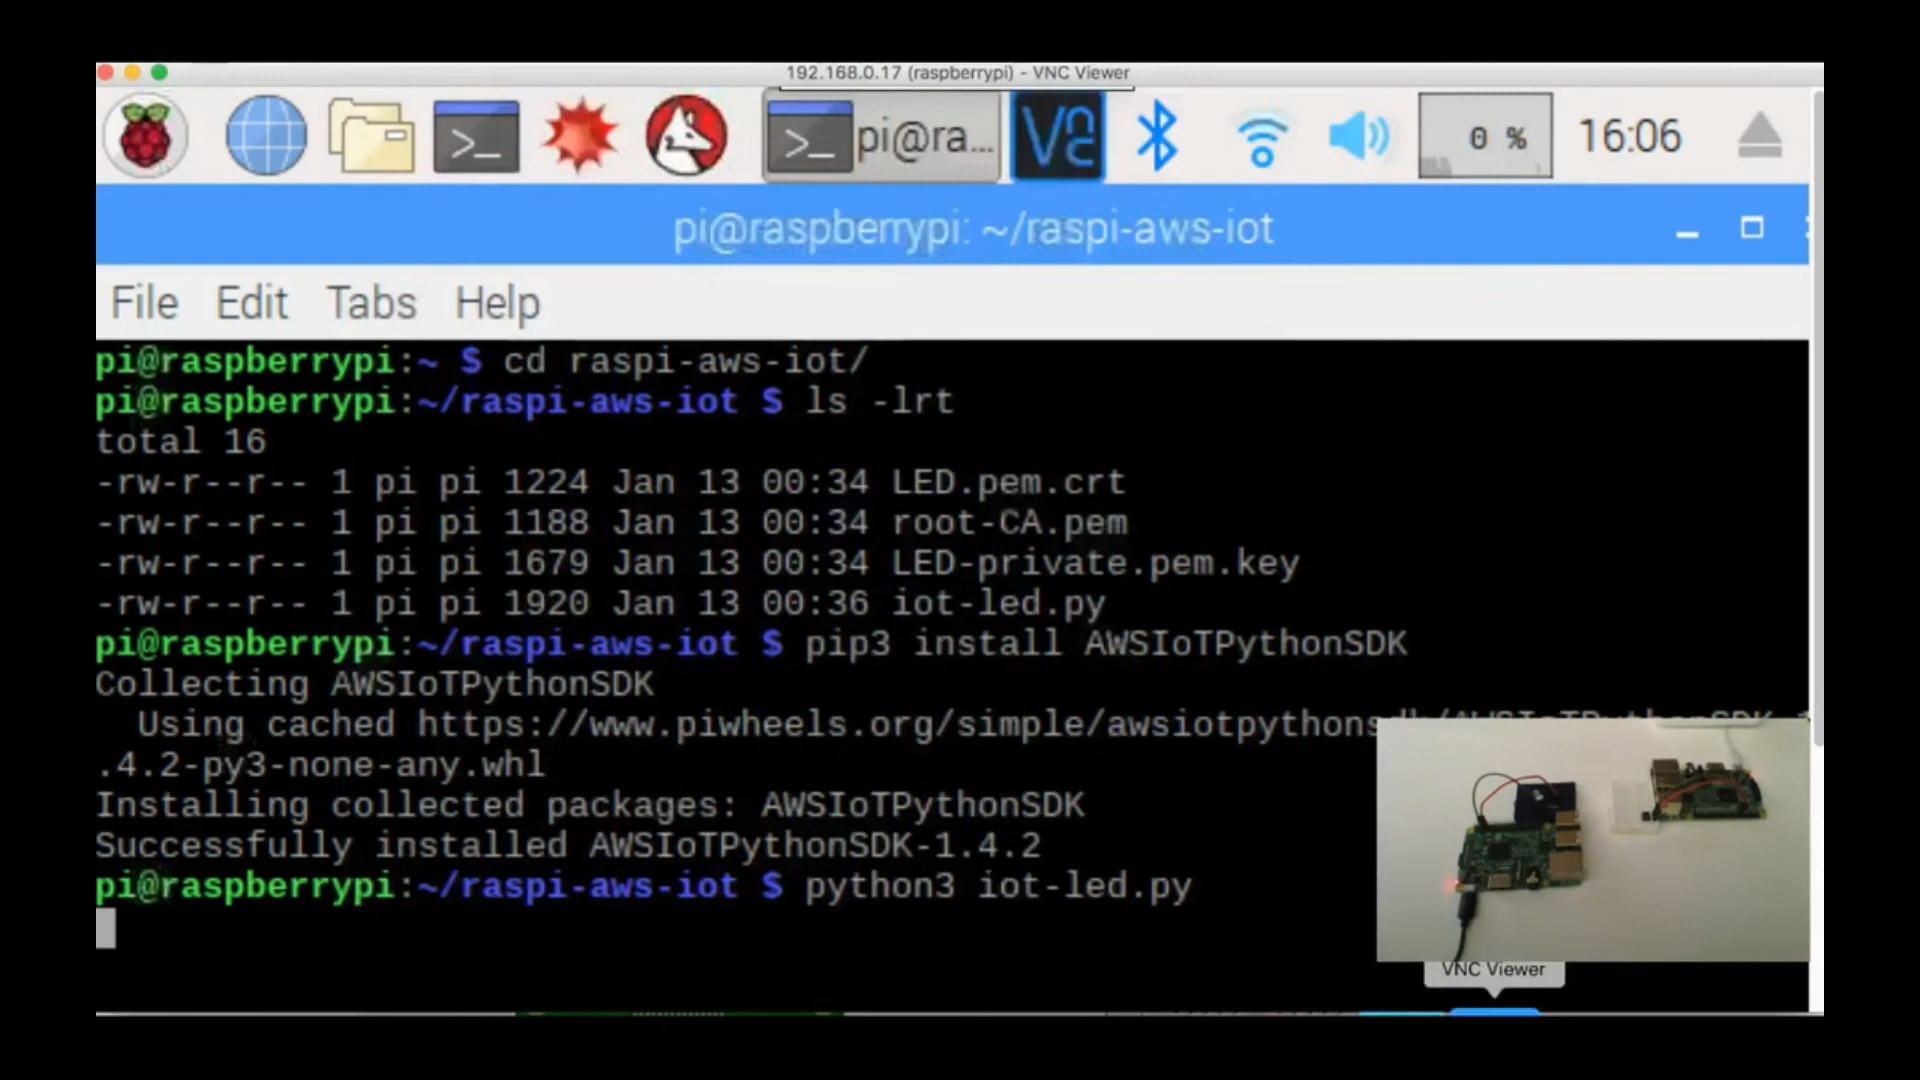 192.168.0.17 (raspberrypi) - VNC Viewer
pi@ra... 0 % 16:06
pi@raspberrypi: ~/raspi-aws-iot
File Edit Tabs Help
pi@raspberrypi:~ $ cd raspi-aws-iot/
pi@raspberrypi:~/raspi-aws-iot $ ls -lrt
total 16
-rw-r--r-- 1 pi pi 1224 Jan 13 00:34 LED.pem.crt
-rw-r--r-- 1 pi pi 1188 Jan 13 00:34 root-CA.pem
-rw-r--r-- 1 pi pi 1679 Jan 13 00:34 LED-private.pem.key
-rw-r--r-- 1 pi pi 1920 Jan 13 00:36 iot-led.py
pi@raspberrypi:~/raspi-aws-iot $ pip3 install AWSIoTPythonSDK
Collecting AWSIoTPythonSDK
Using cached https://www.piwheels.org/simple/awsiotpythonsdk/AWSIoTPythonSDK-1
.4.2-py3-none-any.whl
Installing collected packages: AWSIoTPythonSDK
Successfully installed AWSIoTPythonSDK-1.4.2
pi@raspberrypi:~/raspi-aws-iot $ python3 iot-led.py
VNC Viewer